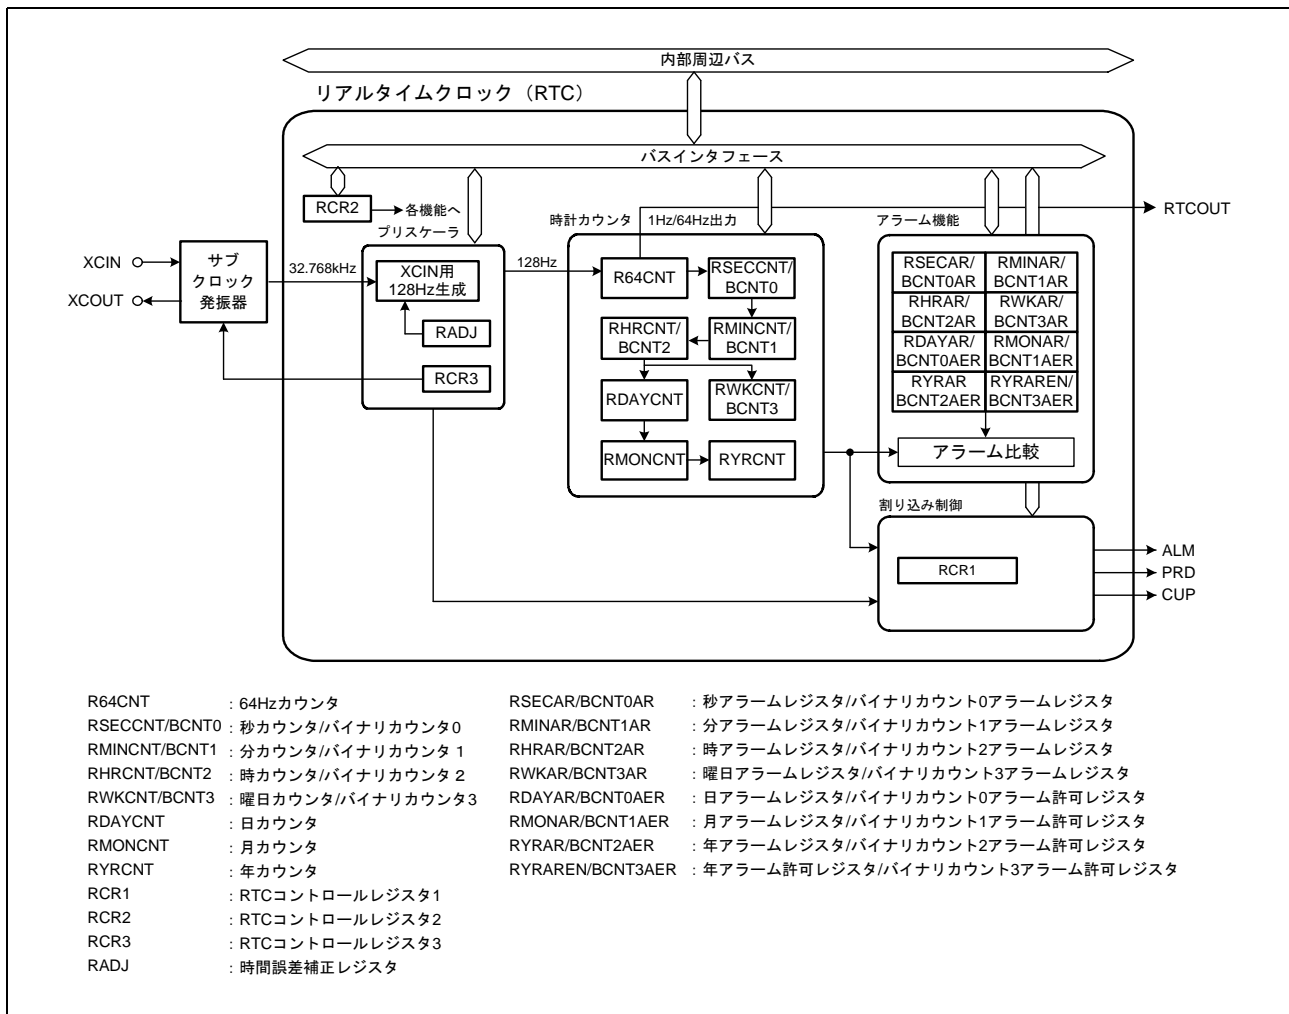 内部周辺バス
リアルタイムクロック（RTC）
バスインタフェース
RCR2
各機能へ
プリスケーラ
時計カウンタ
1Hz/64Hz出力
アラーム機能
RTCOUT
XCIN
XCOUT
サブ
クロック
発振器
32.768kHz
XCIN用
128Hz生成
RADJ
RCR3
128Hz
R64CNT
RSECCNT/
BCNT0
RHRCNT/
BCNT2
RMINCNT/
BCNT1
RDAYCNT
RWKCNT/
BCNT3
RMONCNT
RYRCNT
RSECAR/
BCNT0AR
RMINAR/
BCNT1AR
RHRAR/
BCNT2AR
RWKAR/
BCNT3AR
RDAYAR/
BCNT0AER
RMONAR/
BCNT1AER
RYRAR
BCNT2AER
RYRAREN/
BCNT3AER
アラーム比較
割り込み制御
RCR1
ALM
PRD
CUP
R64CNT : 64Hzカウンタ
RSECCNT/BCNT0 : 秒カウンタ/バイナリカウンタ0
RMINCNT/BCNT1 : 分カウンタ/バイナリカウンタ１
RHRCNT/BCNT2 : 時カウンタ/バイナリカウンタ２
RWKCNT/BCNT3 : 曜日カウンタ/バイナリカウンタ3
RDAYCNT : 日カウンタ
RMONCNT : 月カウンタ
RYRCNT : 年カウンタ
RCR1 : RTCコントロールレジスタ1
RCR2 : RTCコントロールレジスタ2
RCR3 : RTCコントロールレジスタ3
RADJ : 時間誤差補正レジスタ
RSECAR/BCNT0AR : 秒アラームレジスタ/バイナリカウント0アラームレジスタ
RMINAR/BCNT1AR : 分アラームレジスタ/バイナリカウント1アラームレジスタ
RHRAR/BCNT2AR : 時アラームレジスタ/バイナリカウント2アラームレジスタ
RWKAR/BCNT3AR : 曜日アラームレジスタ/バイナリカウント3アラームレジスタ
RDAYAR/BCNT0AER : 日アラームレジスタ/バイナリカウント0アラーム許可レジスタ
RMONAR/BCNT1AER : 月アラームレジスタ/バイナリカウント1アラーム許可レジスタ
RYRAR/BCNT2AER : 年アラームレジスタ/バイナリカウント2アラーム許可レジスタ
RYRAREN/BCNT3AER : 年アラーム許可レジスタ/バイナリカウント3アラーム許可レジスタ